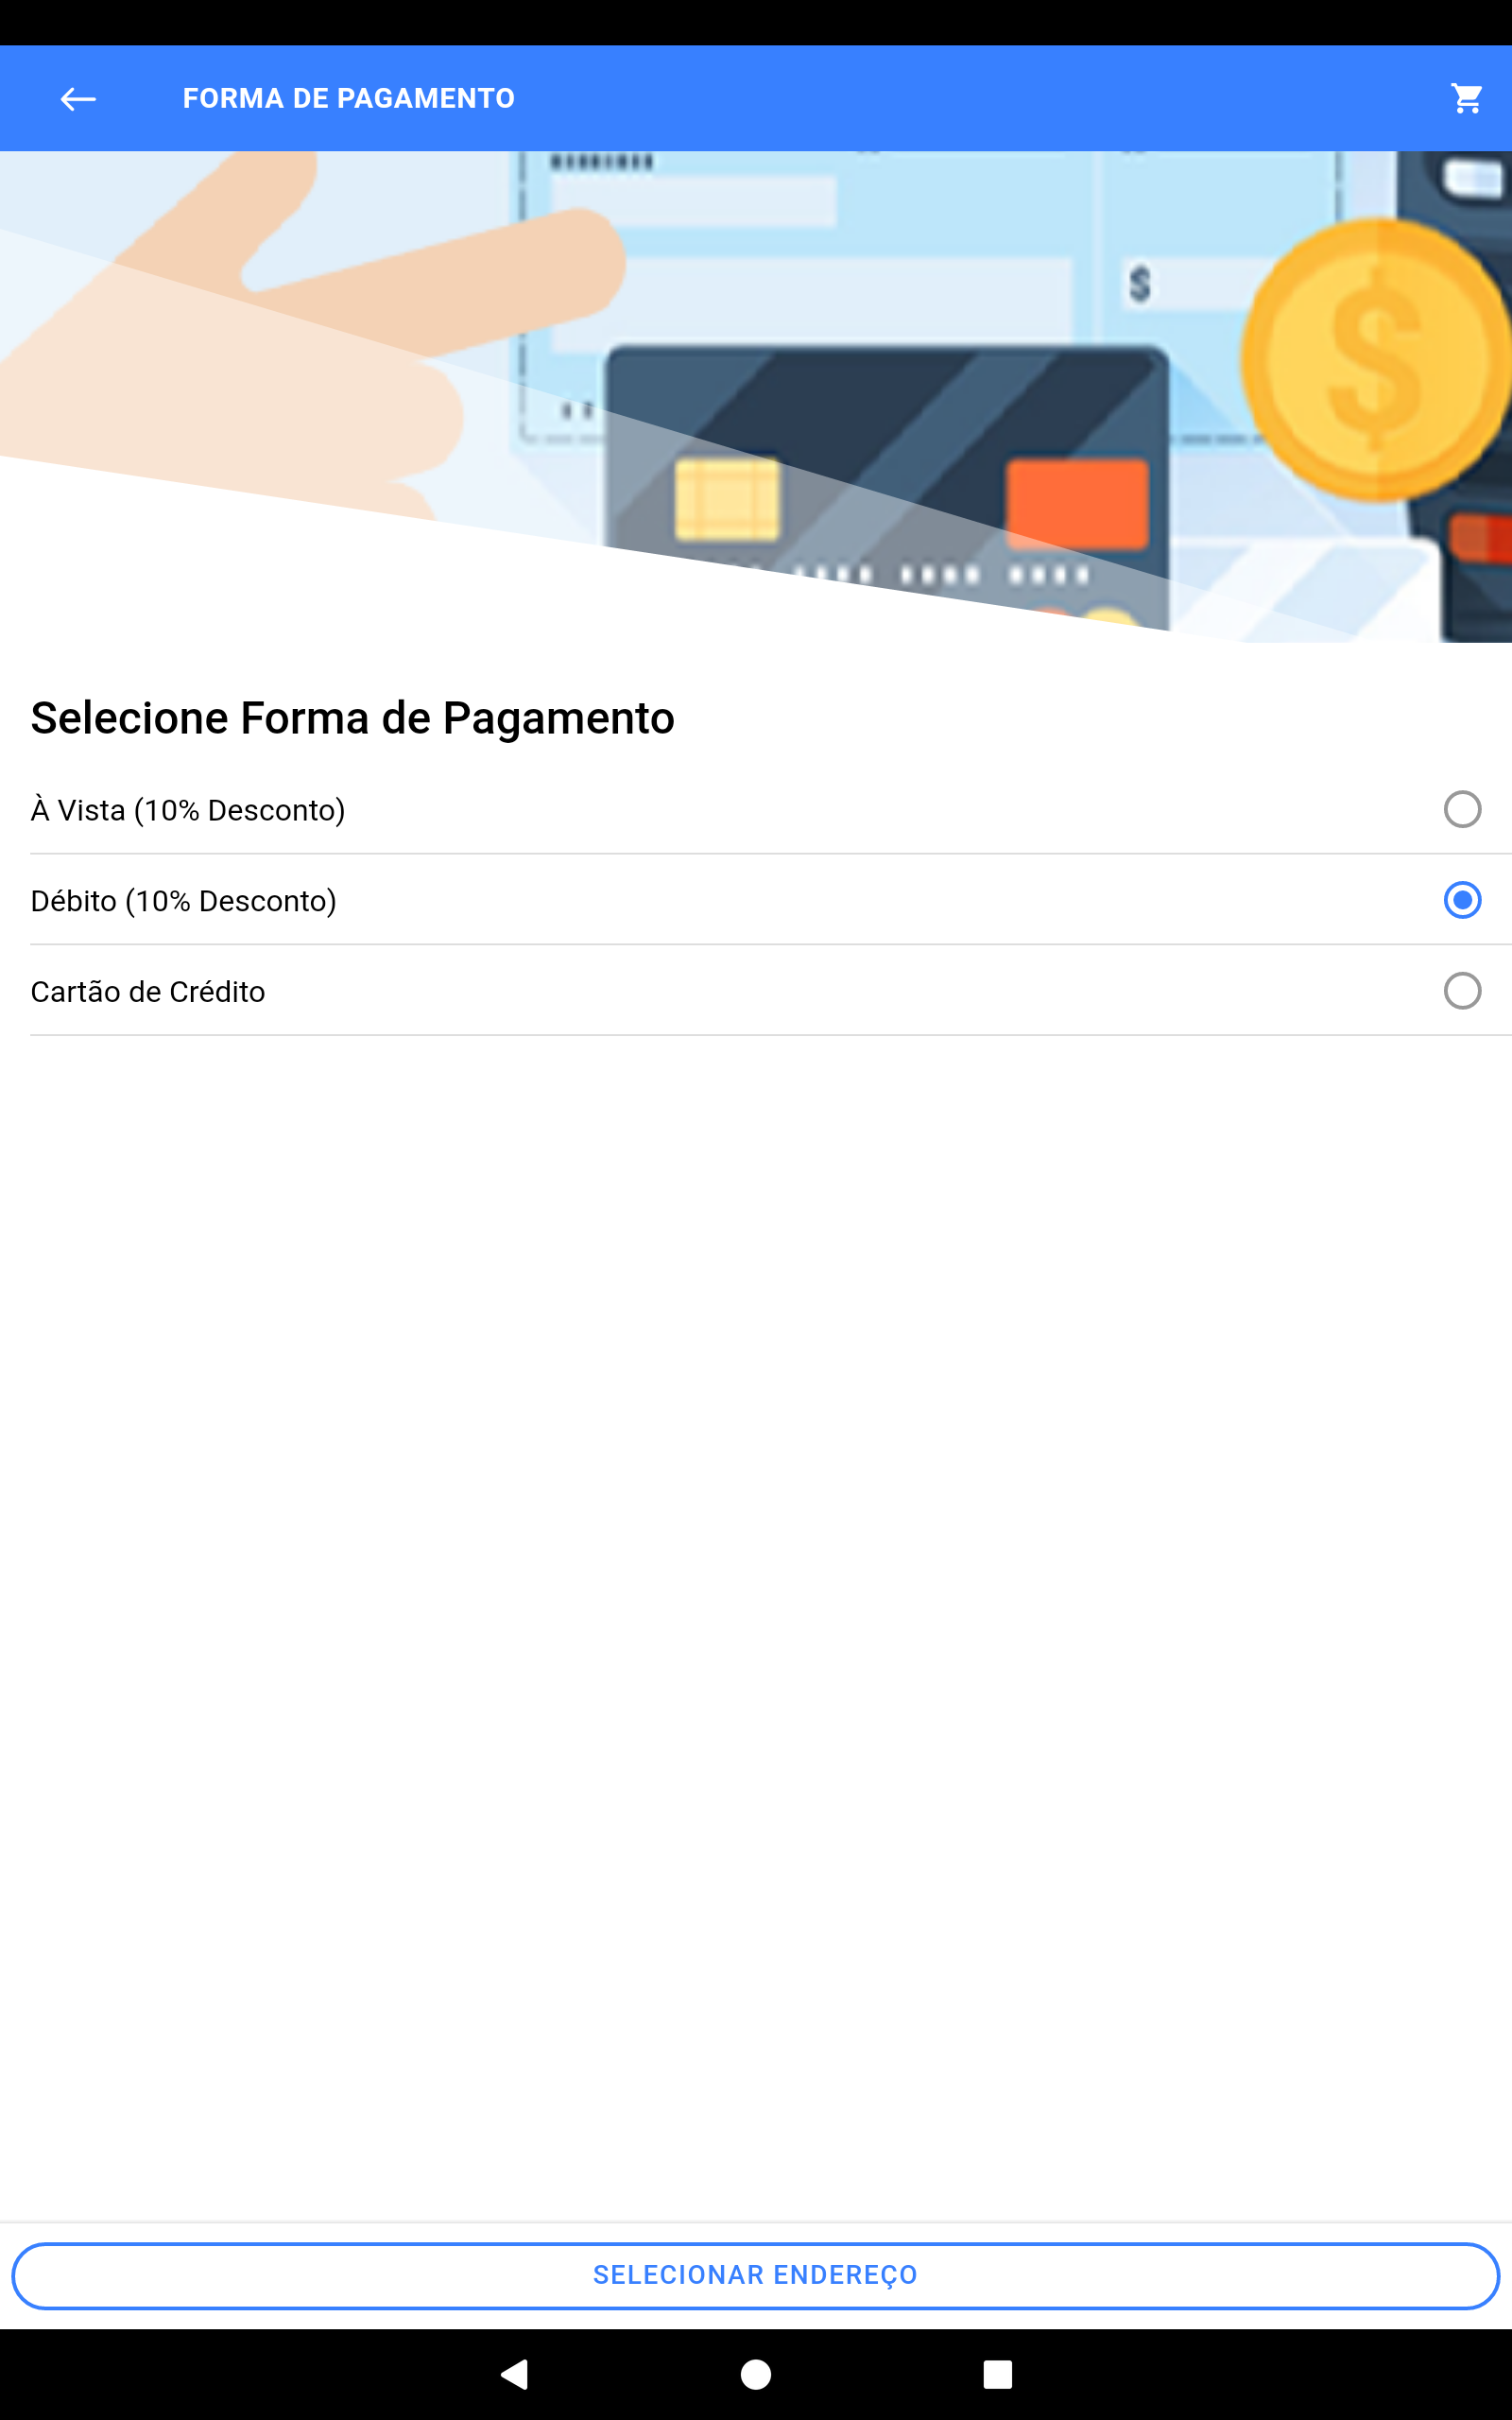 FORMA DE PAGAMENTO
$
$
Selecione Forma de Pagamento
À Vista (10% Desconto)
Débito (10% Desconto)
Cartão de Crédito
SELECIONAR ENDEREÇO